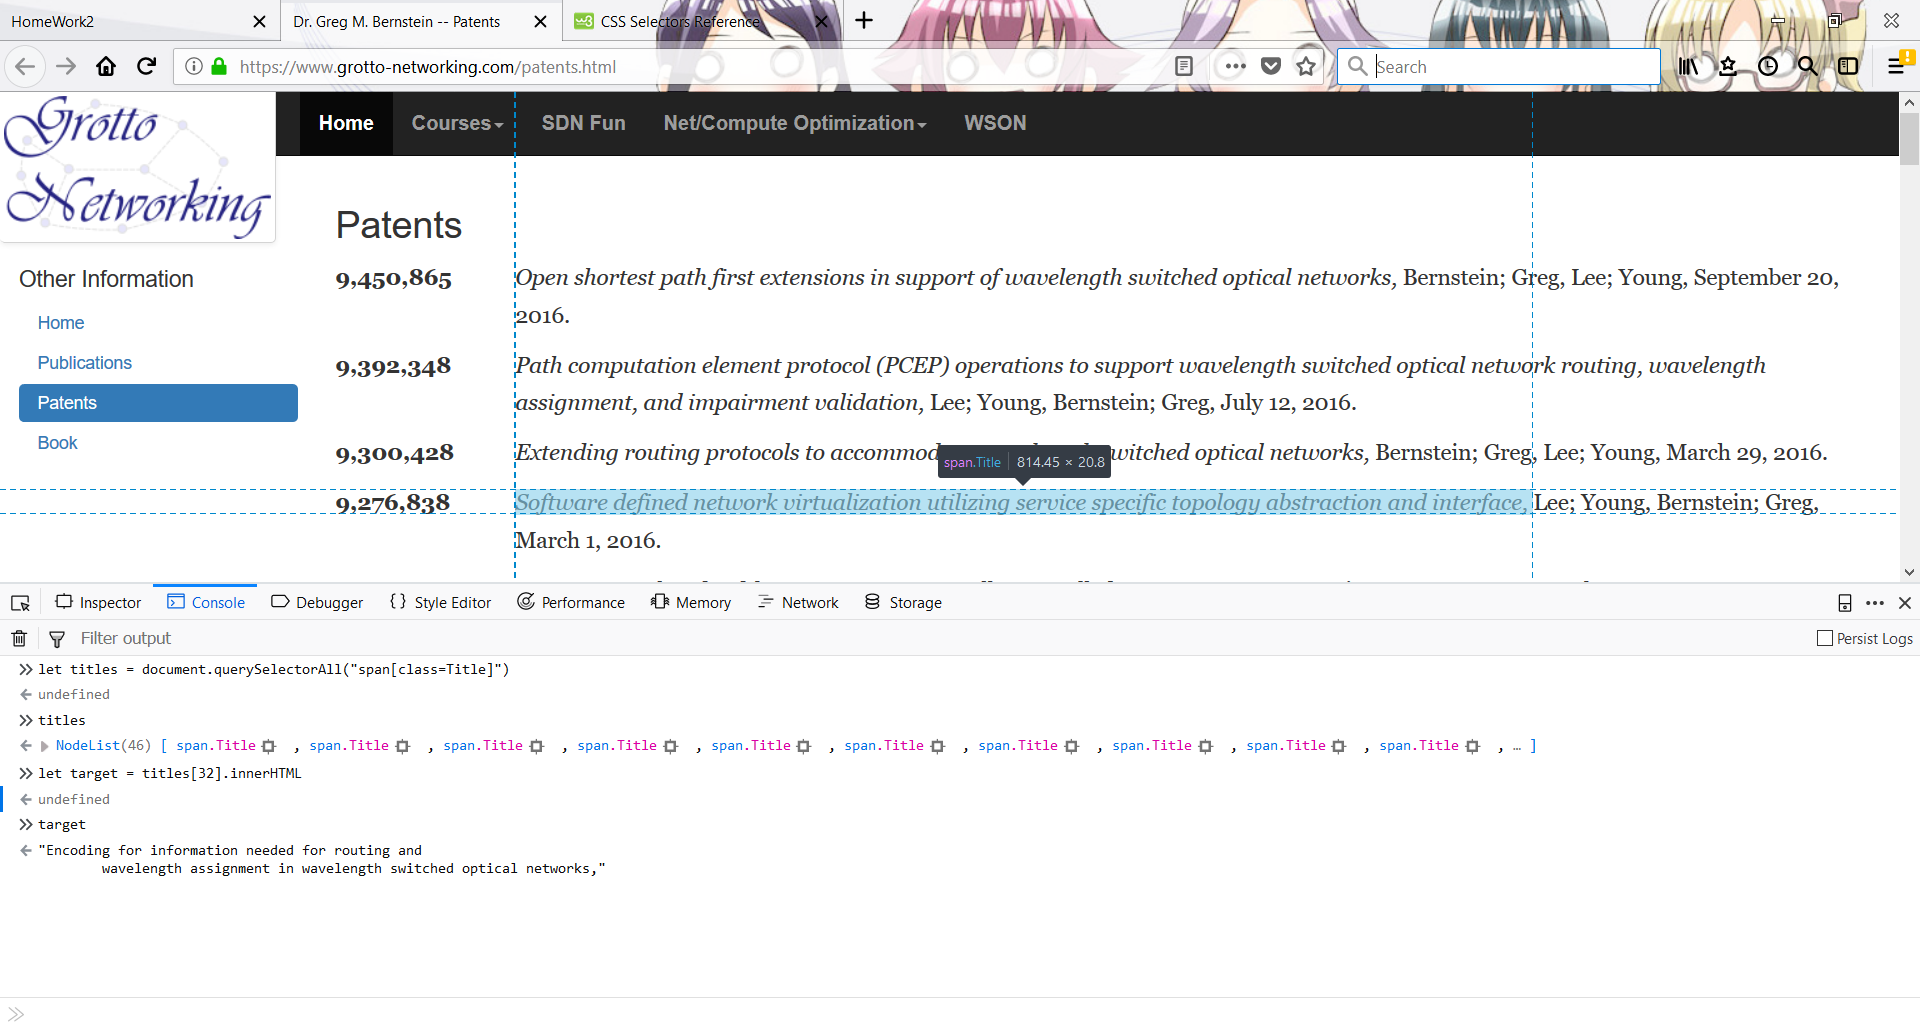 HomeWork2
Dr. Greg M. Bernstein -- Patents
CSS Selectors Reference
https://www.grotto-networking.com/patents.html
Search
Grotto
Networking
Home Courses SDN Fun Net/Compute Optimization WSON
Other Information
Home
Publications
Patents
Book
Patents
9,450,865 Open shortest path first extensions in support of wavelength switched optical networks, Bernstein; Greg, Lee; Young, September 20,
2016.
9,392,348 Path computation element protocol (PCEP) operations to support wavelength switched optical network routing, wavelength
assignment, and impairment validation, Lee; Young, Bernstein; Greg, July 12, 2016.
9,300,428 Extending routing protocols to accommod witched optical networks, Bernstein; Greg, Lee; Young, March 29, 2016.
span.Title 814.45 × 20.8
9,276,838 Software defined network virtualization utilizing service specific topology abstraction and interface, Lee; Young, Bernstein; Greg,
March 1, 2016.
Inspector Console Debugger Style Editor Performance Memory Network Storage
Filter output Persist Logs
let titles = document.querySelectorAll("span[class=Title]")
undefined
titles
NodeList(46) [ span.Title , span.Title , span.Title , span.Title , span.Title , span.Title , span.Title , span.Title , span.Title , span.Title , … ]
let target = titles[32].innerHTML
undefined
target
"Encoding for information needed for routing and
wavelength assignment in wavelength switched optical networks,"